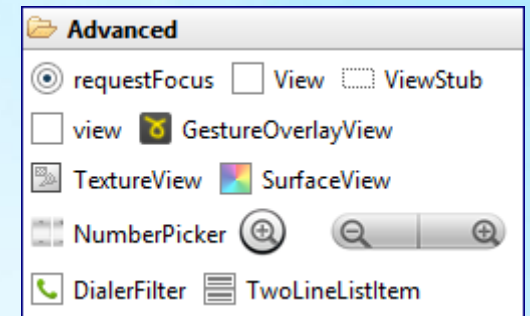 Advanced
requestFocus View ViewStub
view GestureOverlayView
TextureView SurfaceView
NumberPicker
DialerFilter TwoLineListItem